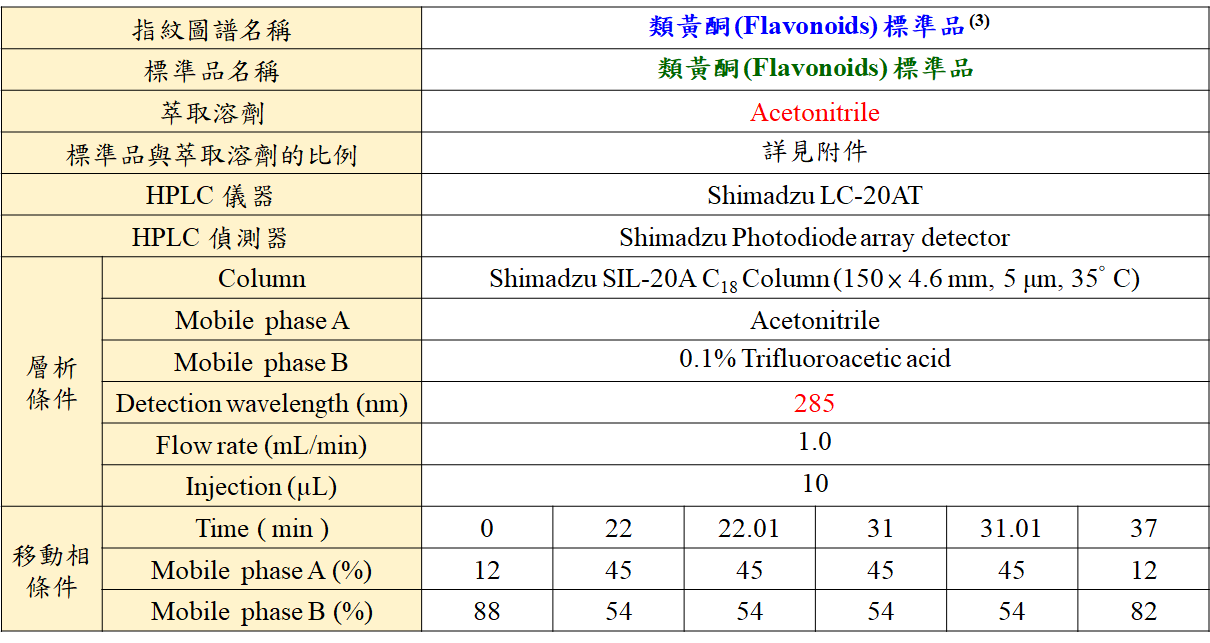 指紋圖譜名稱 類黃酮(Flavonoids)標準品(3)
標準品名稱 類黃酮(Flavonoids)標準品
萃取溶劑 Acetonitrile
標準品與萃取溶劑的比例 詳見附件
HPLC 儀器 Shimadzu LC-20AT
HPLC 偵測器 Shimadzu Photodiode array detector
層析條件
Column Shimadzu SIL-20A C18 Column (150 × 4.6 mm, 5 μm, 35° C)
Mobile phase A Acetonitrile
Mobile phase B 0.1% Trifluoroacetic acid
Detection wavelength (nm) 285
Flow rate (mL/min) 1.0
Injection (μL) 10
移動相條件
Time ( min ) 0 22 22.01 31 31.01 37
Mobile phase A (%) 12 45 45 45 45 12
Mobile phase B (%) 88 54 54 54 54 82